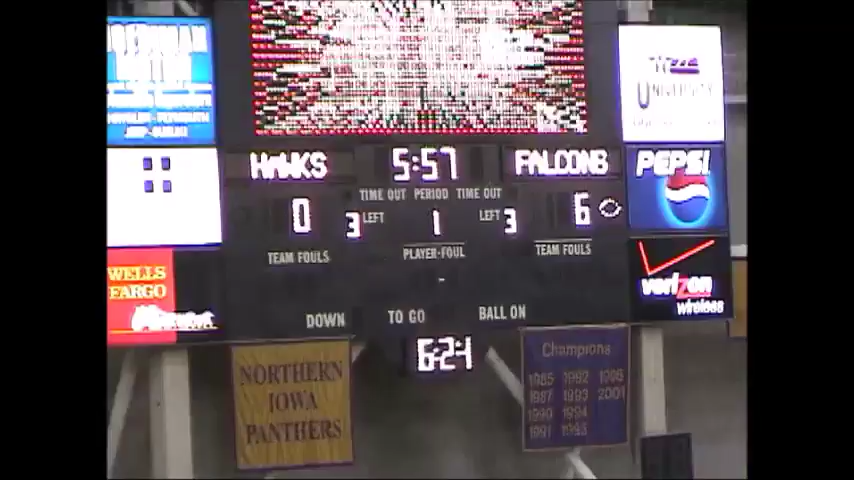 UNIVERSITY
HAWKS 5:57 FALCONS PEPSI
TIME OUT PERIOD TIME OUT
0 3 LEFT 1 LEFT 3 6
TEAM FOULS PLAYER-FOUL TEAM FOULS
WELLS
FARGO
verizon
wireless
DOWN TO GO BALL ON
6:24
NORTHERN
IOWA
PANTHERS
Champions
1985 1992 1996
1987 1993 2001
1990 1994
1991 1995